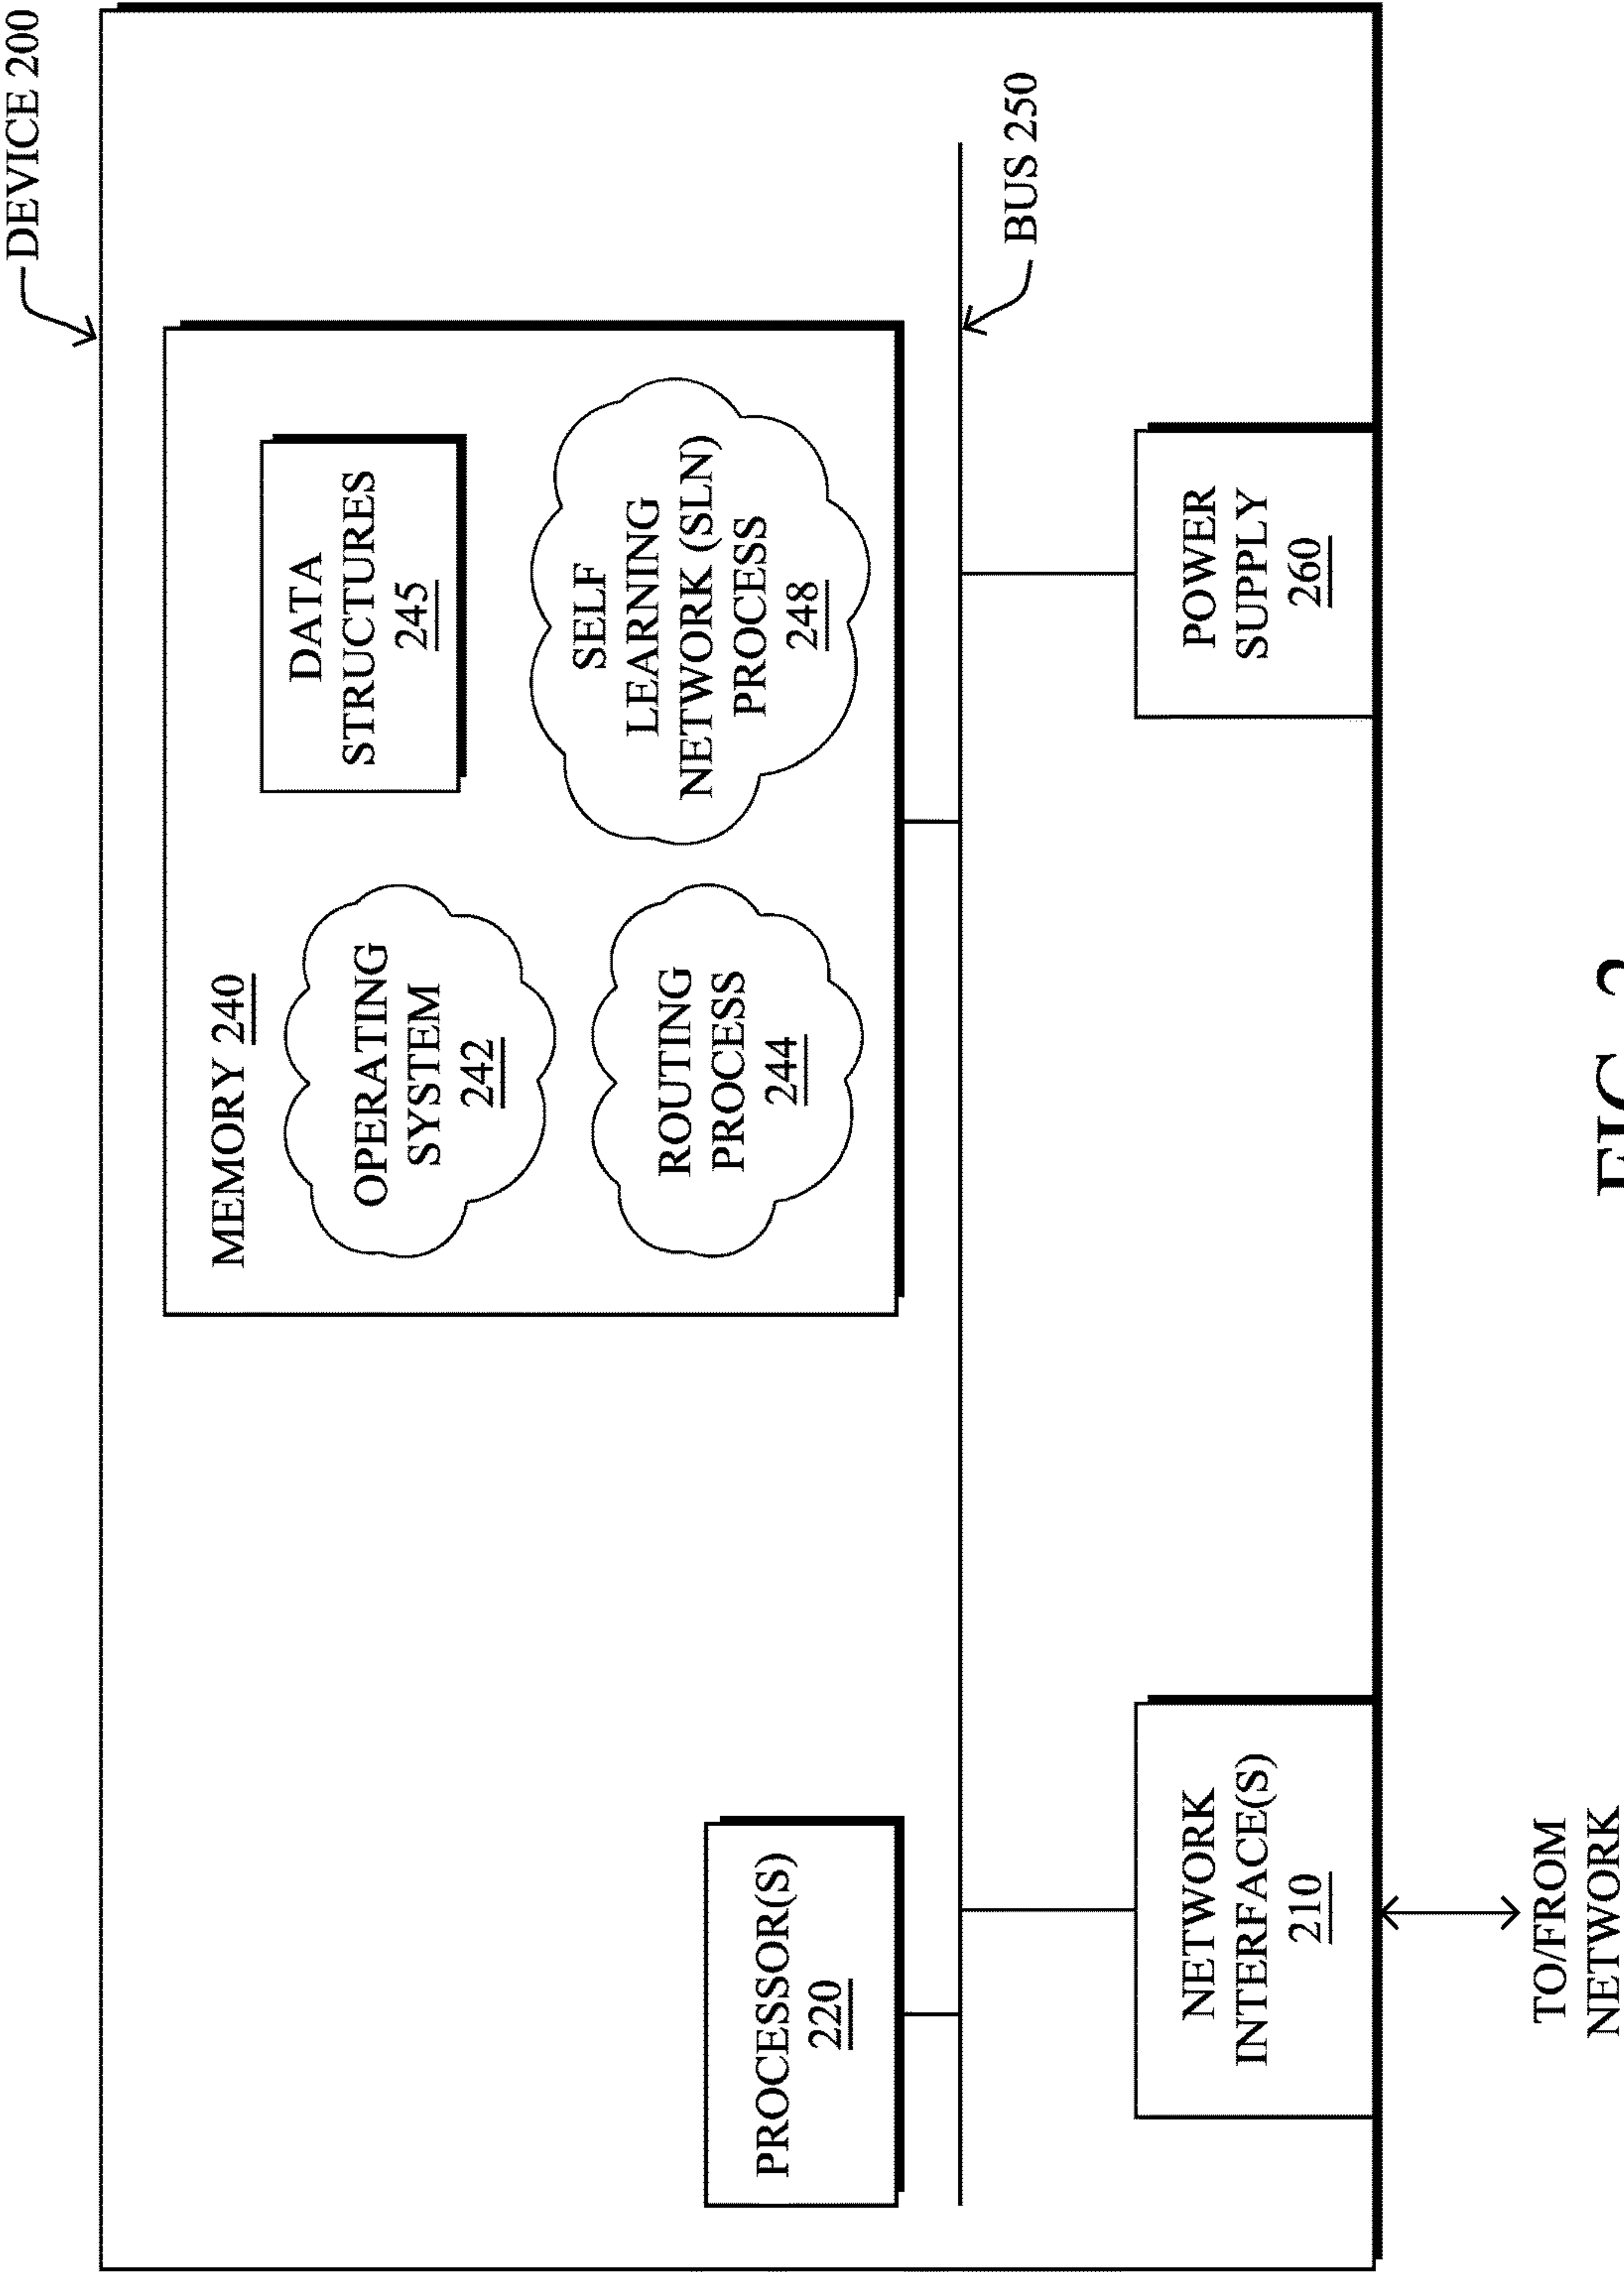 DEVICE 200
MEMORY 240
OPERATING
SYSTEM
242
DATA
STRUCTURES
245
ROUTING
PROCESS
244
SELF
LEARNING
NETWORK (SLN)
PROCESS
248
PROCESSOR(S)
220
BUS 250
NETWORK
INTERFACE(S)
210
POWER
SUPPLY
260
TO/FROM
NETWORK